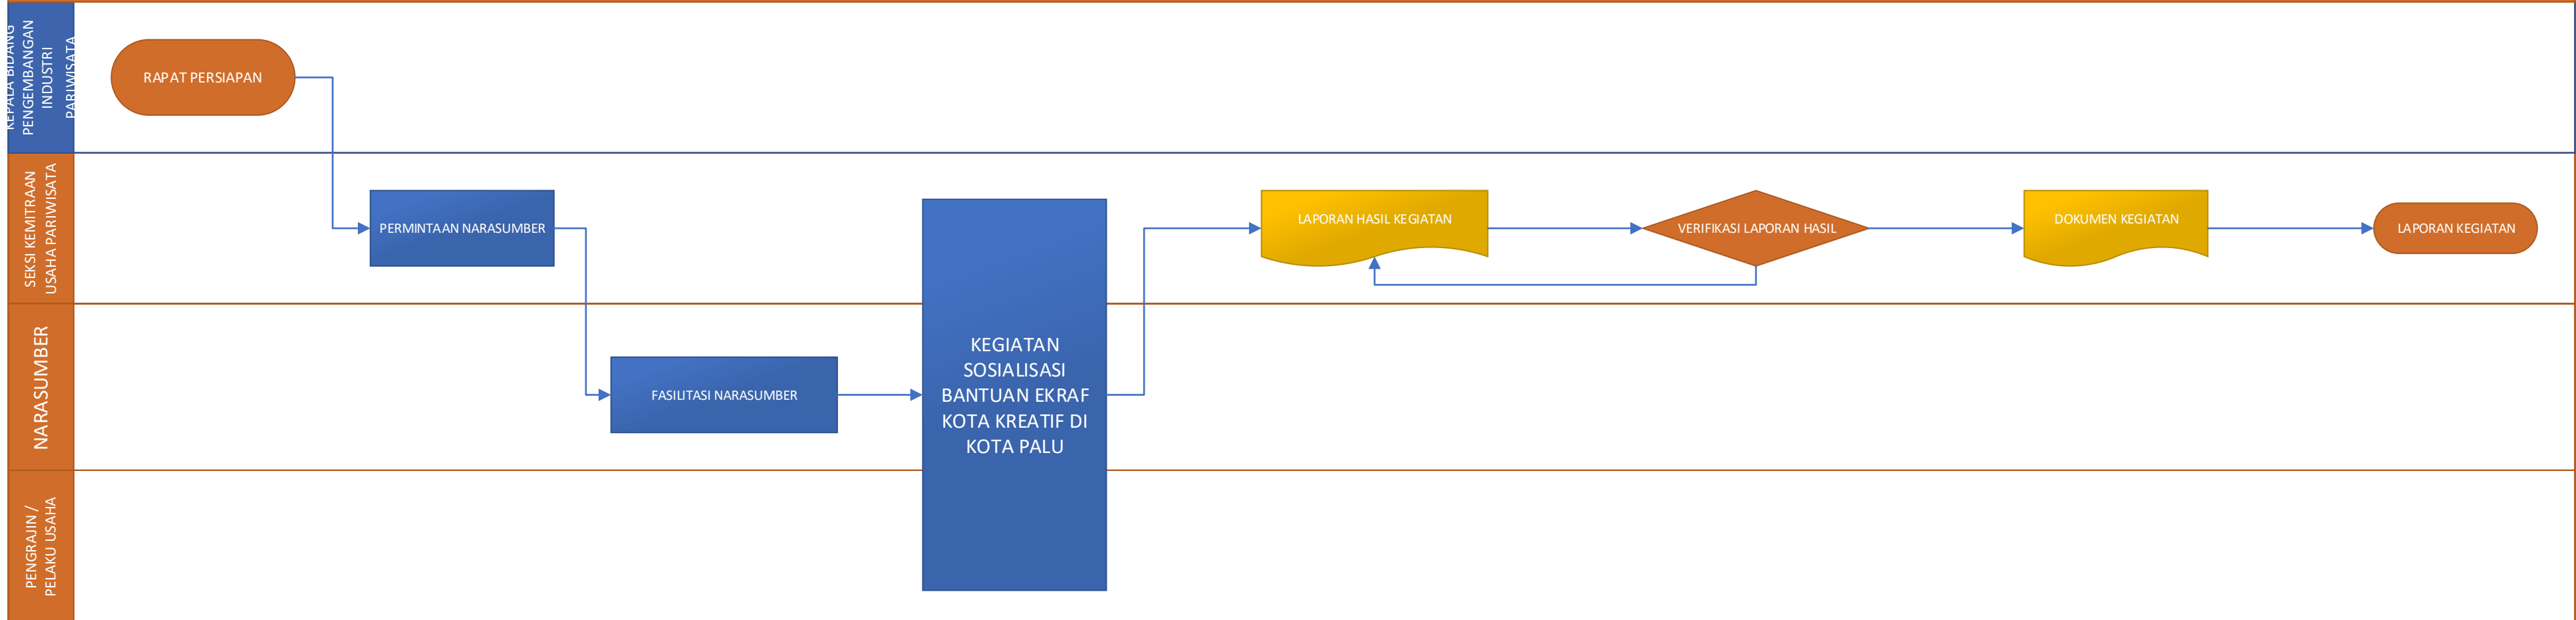 KEPALA BIDANG
PENGEMBANGAN
INDUSTRI
PARIWISATA
RAPAT PERSIAPAN
SEKSI KEMITRAAN
USAHA PARIWISATA
PERMINTAAN NARASUMBER
LAPORAN HASIL KEGIATAN
VERIFIKASI LAPORAN HASIL
DOKUMEN KEGIATAN
LAPORAN KEGIATAN
NARASUMBER
FASILITASI NARASUMBER
KEGIATAN
SOSIALISASI
BANTUAN EKRAF
KOTA KREATIF DI
KOTA PALU
PENGRAJIN /
PELAKU USAHA